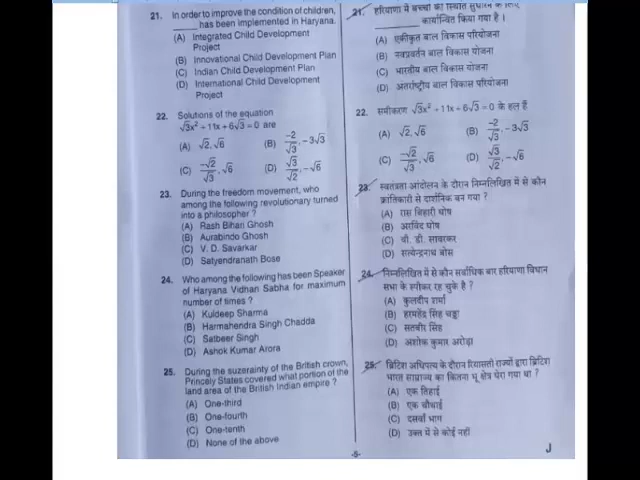 21. In order to improve the condition of children,
_____ has been implemented in Haryana.
(A) Integrated Child Development
Project
(B) Innovational Child Development Plan
(C) Indian Child Development Plan
(D) International Child Development
Project
22. Solutions of the equation
√3x² + 11x + 6√3 = 0 are
(A) √2, √6 (B) -2/√3, -3√3
(C) -√2/√3, √6 (D) √3/√2, -√6
23. During the freedom movement, who
among the following revolutionary turned
into a philosopher ?
(A) Rash Bihari Ghosh
(B) Aurabindo Ghosh
(C) V. D. Savarkar
(D) Satyendranath Bose
24. Who among the following has been Speaker
of Haryana Vidhan Sabha for maximum
number of times ?
(A) Kuldeep Sharma
(B) Harmahendra Singh Chadda
(C) Satbeer Singh
(D) Ashok Kumar Arora
25. During the suzerainty of the British crown,
Princely States covered what portion of the
land area of the British Indian empire ?
(A) One-third
(B) One-fourth
(C) One-tenth
(D) None of the above
21. हरियाणा में बच्चों की स्थिति सुधारने के लिए
_____ कार्यान्वित किया गया है ।
(A) एकीकृत बाल विकास परियोजना
(B) नवप्रवर्तन बाल विकास योजना
(C) भारतीय बाल विकास योजना
(D) अंतर्राष्ट्रीय बाल विकास परियोजना
22. समीकरण √3x² + 11x + 6√3 = 0 के हल हैं
(A) √2, √6 (B) -2/√3, -3√3
(C) -√2/√3, √6 (D) √3/√2, -√6
23. स्वतंत्रता आंदोलन के दौरान निम्नलिखित में से कौन
क्रांतिकारी से दार्शनिक बन गया ?
(A) रास बिहारी घोष
(B) अरविंद घोष
(C) वी. डी. सावरकर
(D) सत्येन्द्रनाथ बोस
24. निम्नलिखित में से कौन सर्वाधिक बार हरियाणा विधान
सभा के स्पीकर रह चुके है ?
(A) कुलदीप शर्मा
(B) हरमहेंद्र सिंह चड्ढा
(C) सतबीर सिंह
(D) अशोक कुमार अरोड़ा
25. ब्रिटिश अधिपत्य के दौरान रियासती राज्यों द्वारा ब्रिटिश
भारत साम्राज्य का कितना भू क्षेत्र घेरा गया था ?
(A) एक तिहाई
(B) एक चौथाई
(C) दसवाँ भाग
(D) उक्त में से कोई नहीं
-5-
J